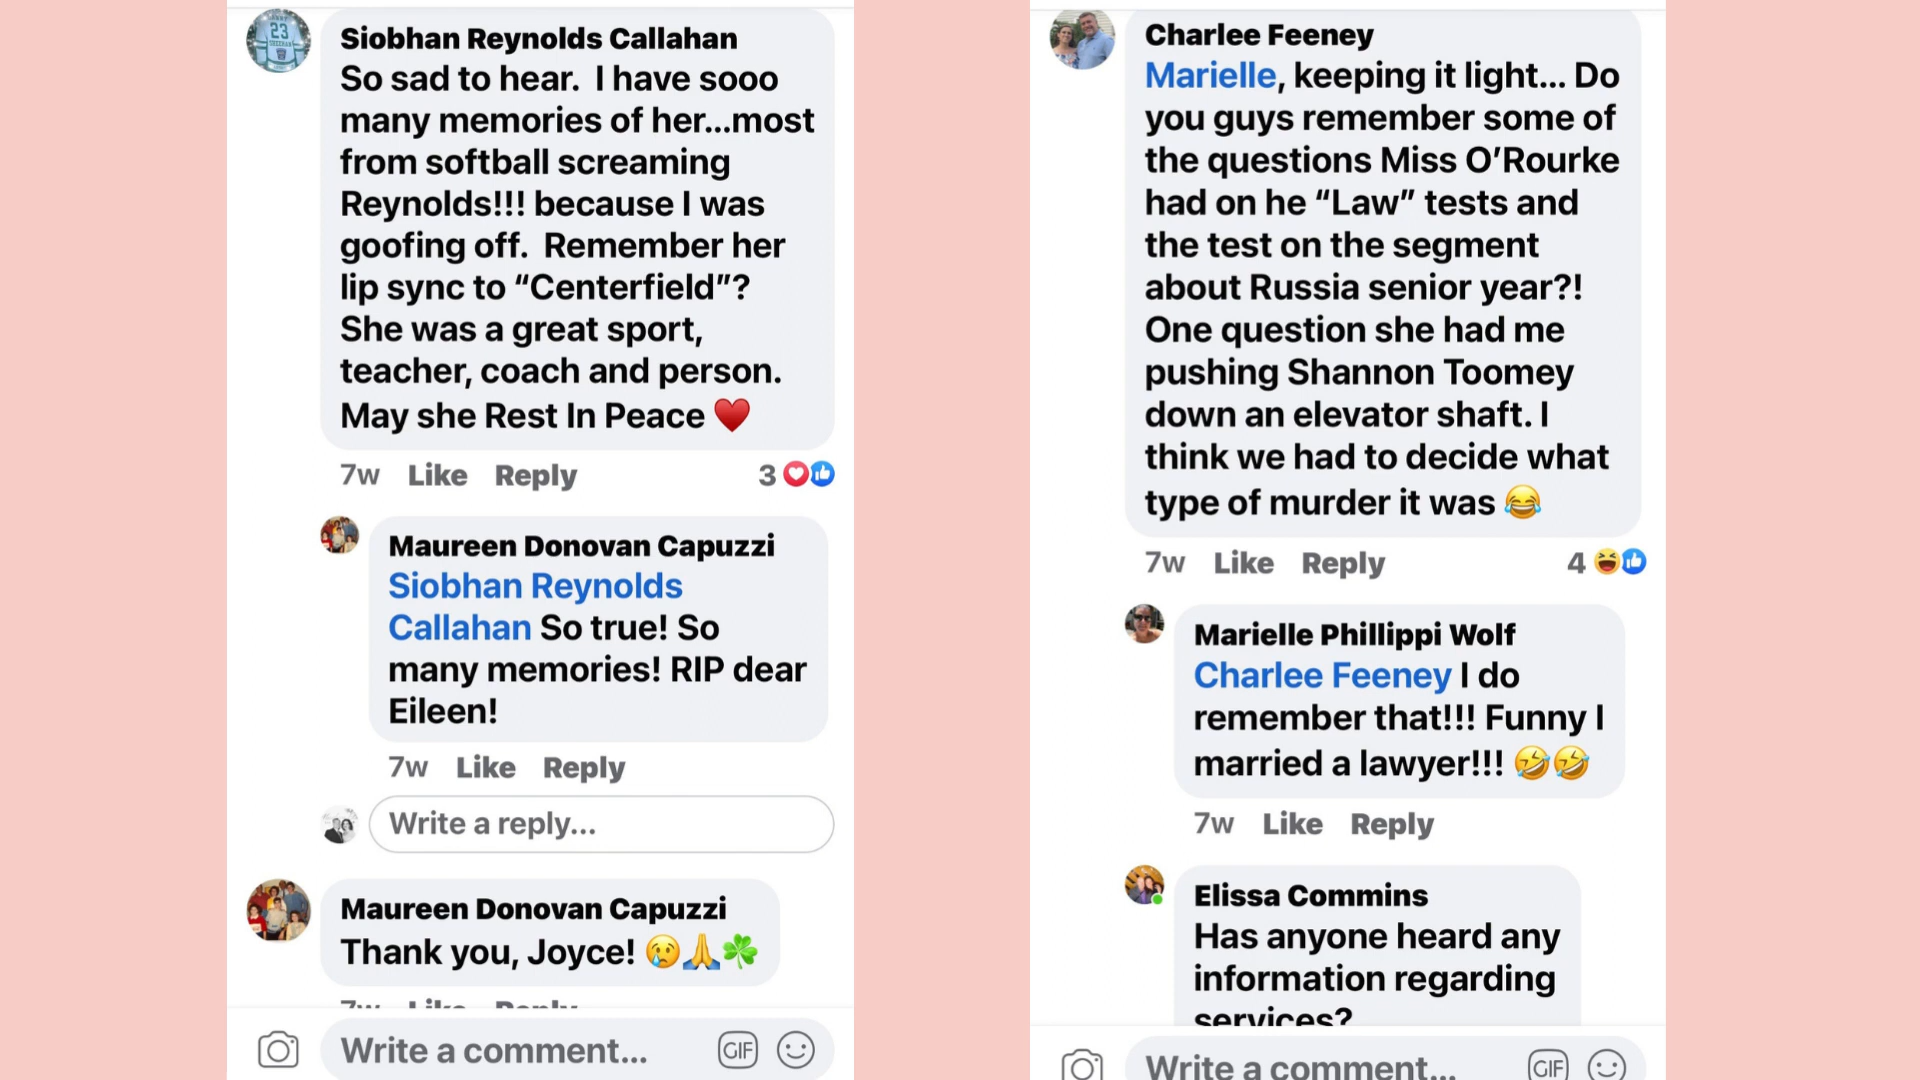 Siobhan Reynolds Callahan
So sad to hear.  I have sooo
many memories of her...most
from softball screaming
Reynolds!!! because I was
goofing off.  Remember her
lip sync to “Centerfield”?
She was a great sport,
teacher, coach and person.
May she Rest In Peace ♥️
7w Like Reply 3
Maureen Donovan Capuzzi
Siobhan Reynolds
Callahan So true! So
many memories! RIP dear
Eileen!
7w Like Reply
Write a reply...
Maureen Donovan Capuzzi
Thank you, Joyce! 😢🙏☘️
7w Like Reply
Write a comment...
GIF
Charlee Feeney
Marielle, keeping it light... Do
you guys remember some of
the questions Miss O’Rourke
had on he “Law” tests and
the test on the segment
about Russia senior year?!
One question she had me
pushing Shannon Toomey
down an elevator shaft. I
think we had to decide what
type of murder it was 😂
7w Like Reply 4
Marielle Phillippi Wolf
Charlee Feeney I do
remember that!!! Funny I
married a lawyer!!! 🤣🤣
7w Like Reply
Elissa Commins
Has anyone heard any
information regarding
services?
Write a comment...
GIF